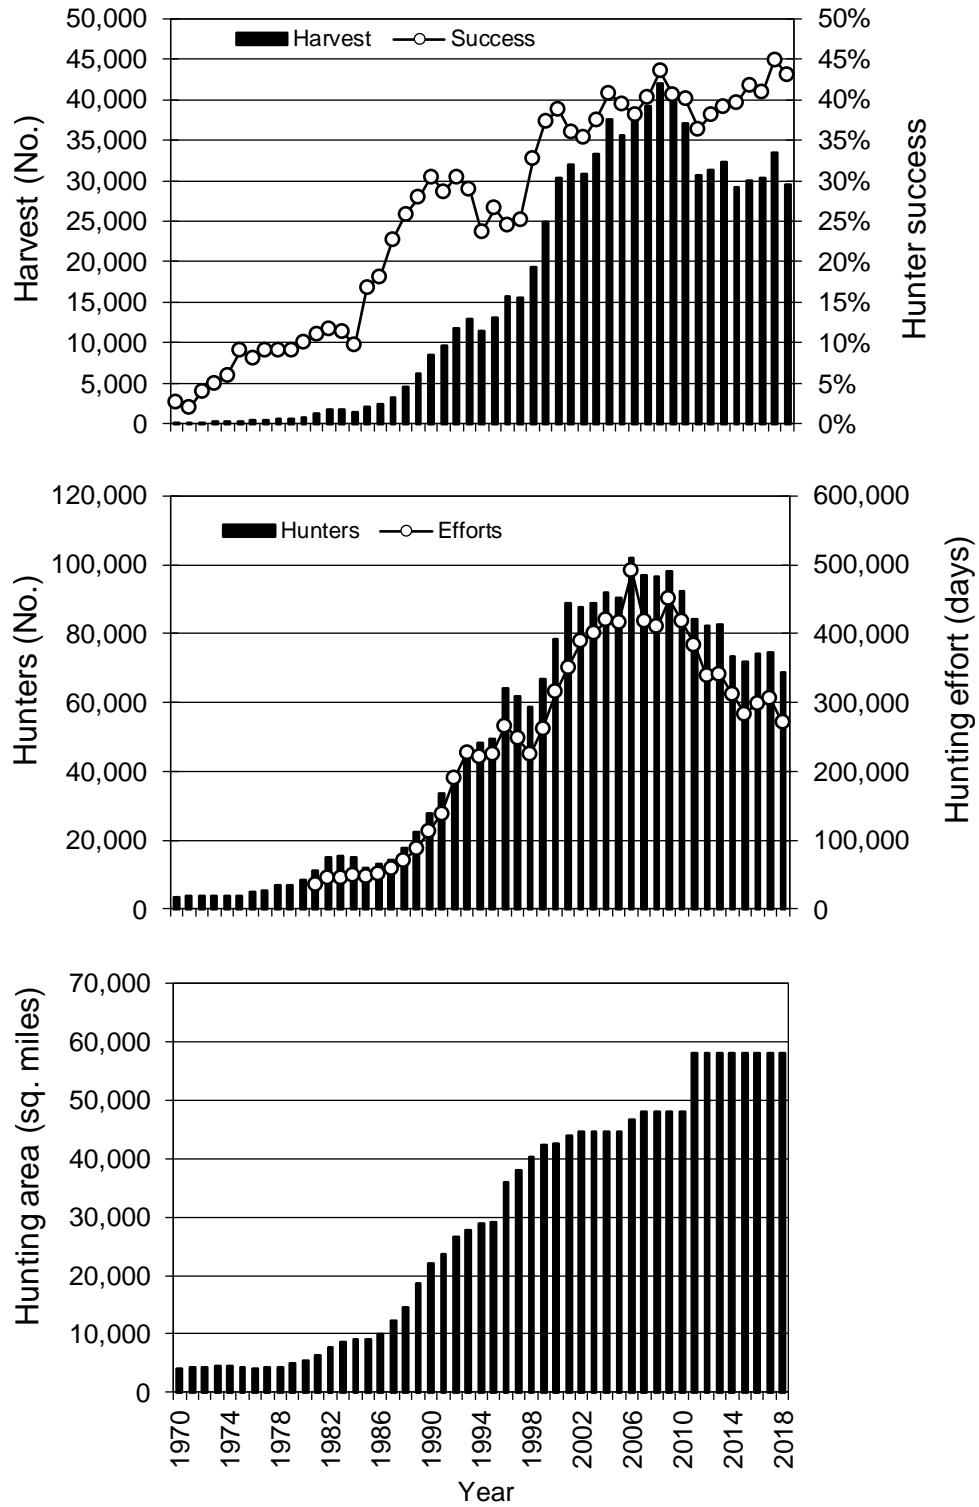 50,000 50%
Harvest Success
45,000 45%
40,000 40%
35,000 35%
30,000 30%
25,000 25%
20,000 20%
15,000 15%
10,000 10%
5,000 5%
0 0%
Harvest (No.)
Hunter success
120,000 600,000
Hunters Efforts
100,000 500,000
80,000 400,000
60,000 300,000
40,000 200,000
20,000 100,000
0 0
Hunters (No.)
Hunting effort (days)
70,000
60,000
50,000
40,000
30,000
20,000
10,000
0
Hunting area (sq. miles)
1970 1974 1978 1982 1986 1990 1994 1998 2002 2006 2010 2014 2018
Year